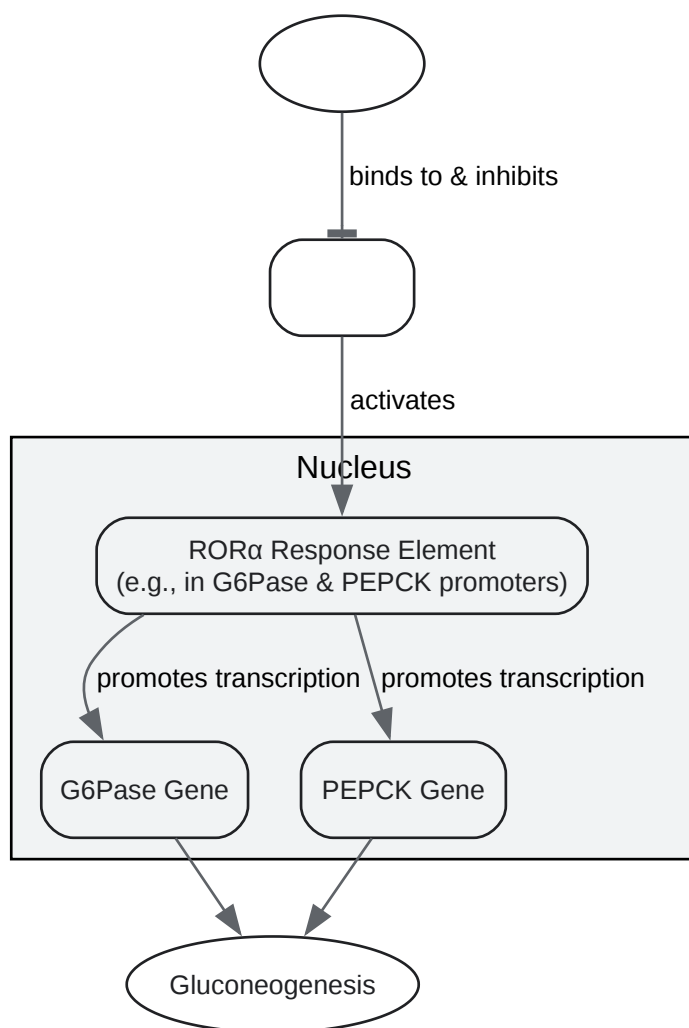 binds to & inhibits
activates
Nucleus
RORα Response Element
(e.g., in G6Pase & PEPCK promoters)
promotes transcription
promotes transcription
G6Pase Gene
PEPCK Gene
Gluconeogenesis